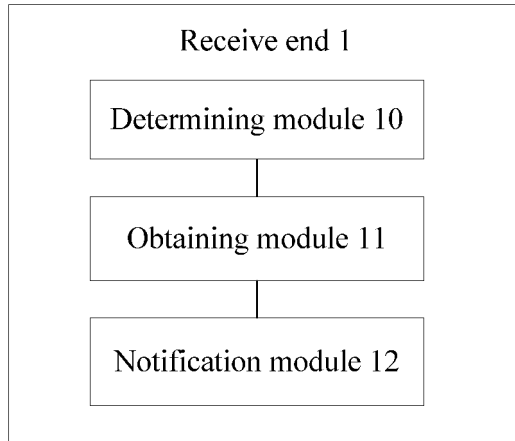 Receive end 1
Determining module 10
Obtaining module 11
Notification module 12